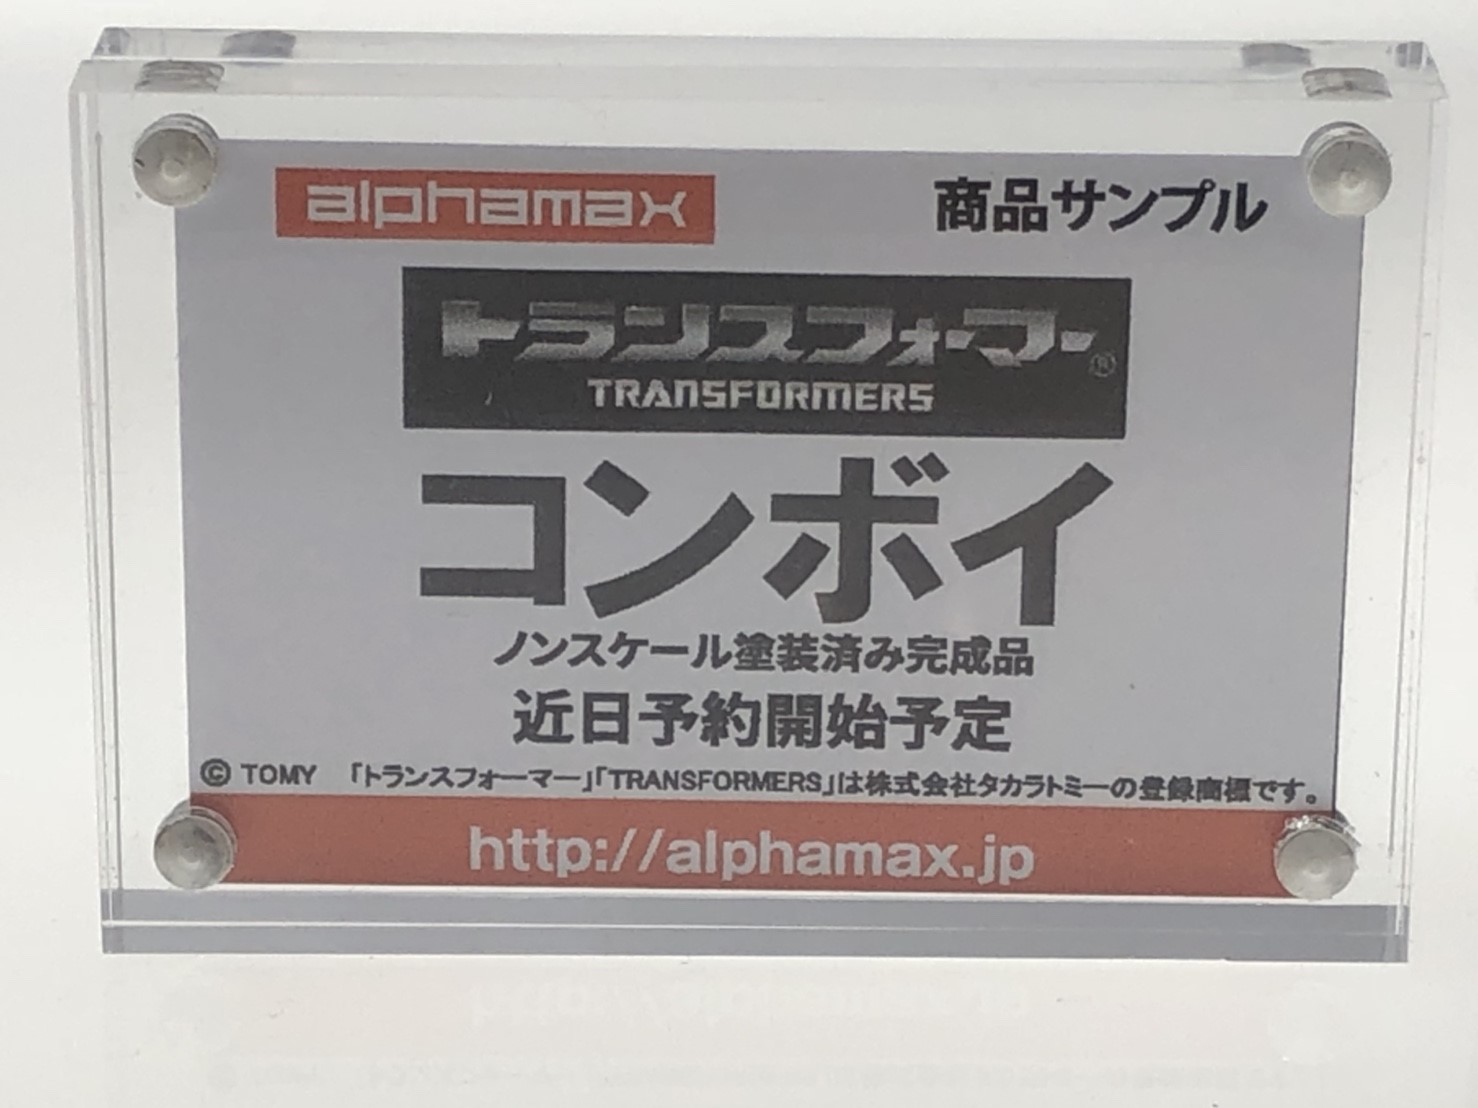 alphamax
商品サンプル
トランスフォーマー®
TRANSFORMERS
コンボイ
ノンスケール塗装済み完成品
近日予約開始予定
© TOMY 「トランスフォーマー」「TRANSFORMERS」は株式会社タカラトミーの登録商標です。
http://alphamax.jp